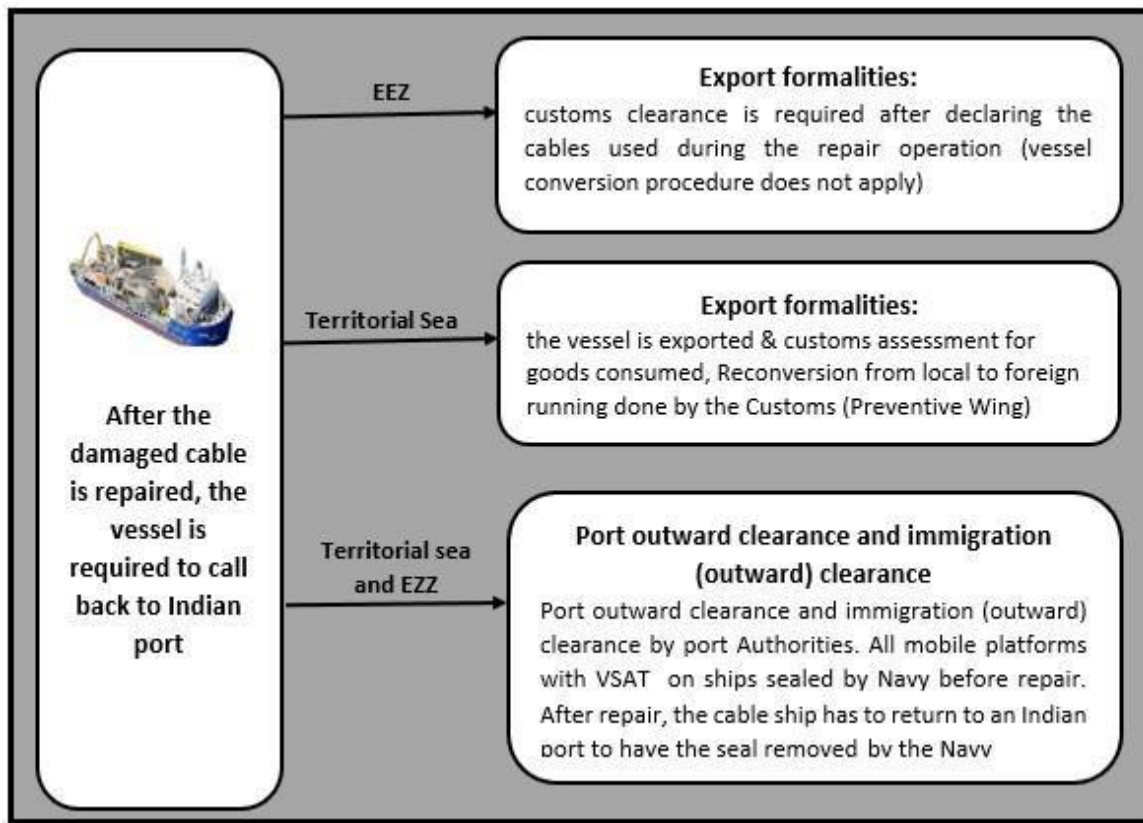 After the
damaged cable
is repaired, the
vessel is
required to call
back to Indian
port
EEZ
Export formalities:
customs clearance is required after declaring the
cables used during the repair operation (vessel
conversion procedure does not apply)
Territorial Sea
Export formalities:
the vessel is exported & customs assessment for
goods consumed, Reconversion from local to foreign
running done by the Customs (Preventive Wing)
Territorial sea
and EZZ
Port outward clearance and immigration
(outward) clearance
Port outward clearance and immigration (outward)
clearance by port Authorities. All mobile platforms
with VSAT on ships sealed by Navy before repair.
After repair, the cable ship has to return to an Indian
port to have the seal removed by the Navy